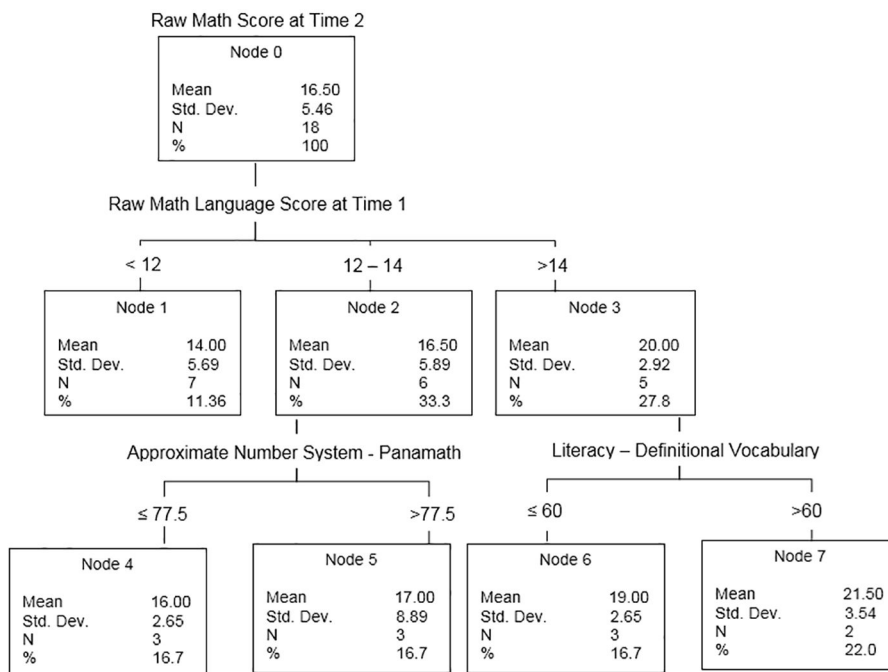 Raw Math Score at Time 2
Node 0
Mean 16.50
Std. Dev. 5.46
N 18
% 100
Raw Math Language Score at Time 1
< 12
12 – 14
>14
Node 1
Mean 14.00
Std. Dev. 5.69
N 7
% 11.36
Node 2
Mean 16.50
Std. Dev. 5.89
N 6
% 33.3
Node 3
Mean 20.00
Std. Dev. 2.92
N 5
% 27.8
Approximate Number System - Panamath
Literacy – Definitional Vocabulary
≤ 77.5
>77.5
≤ 60
>60
Node 4
Mean 16.00
Std. Dev. 2.65
N 3
% 16.7
Node 5
Mean 17.00
Std. Dev. 8.89
N 3
% 16.7
Node 6
Mean 19.00
Std. Dev. 2.65
N 3
% 16.7
Node 7
Mean 21.50
Std. Dev. 3.54
N 2
% 22.0